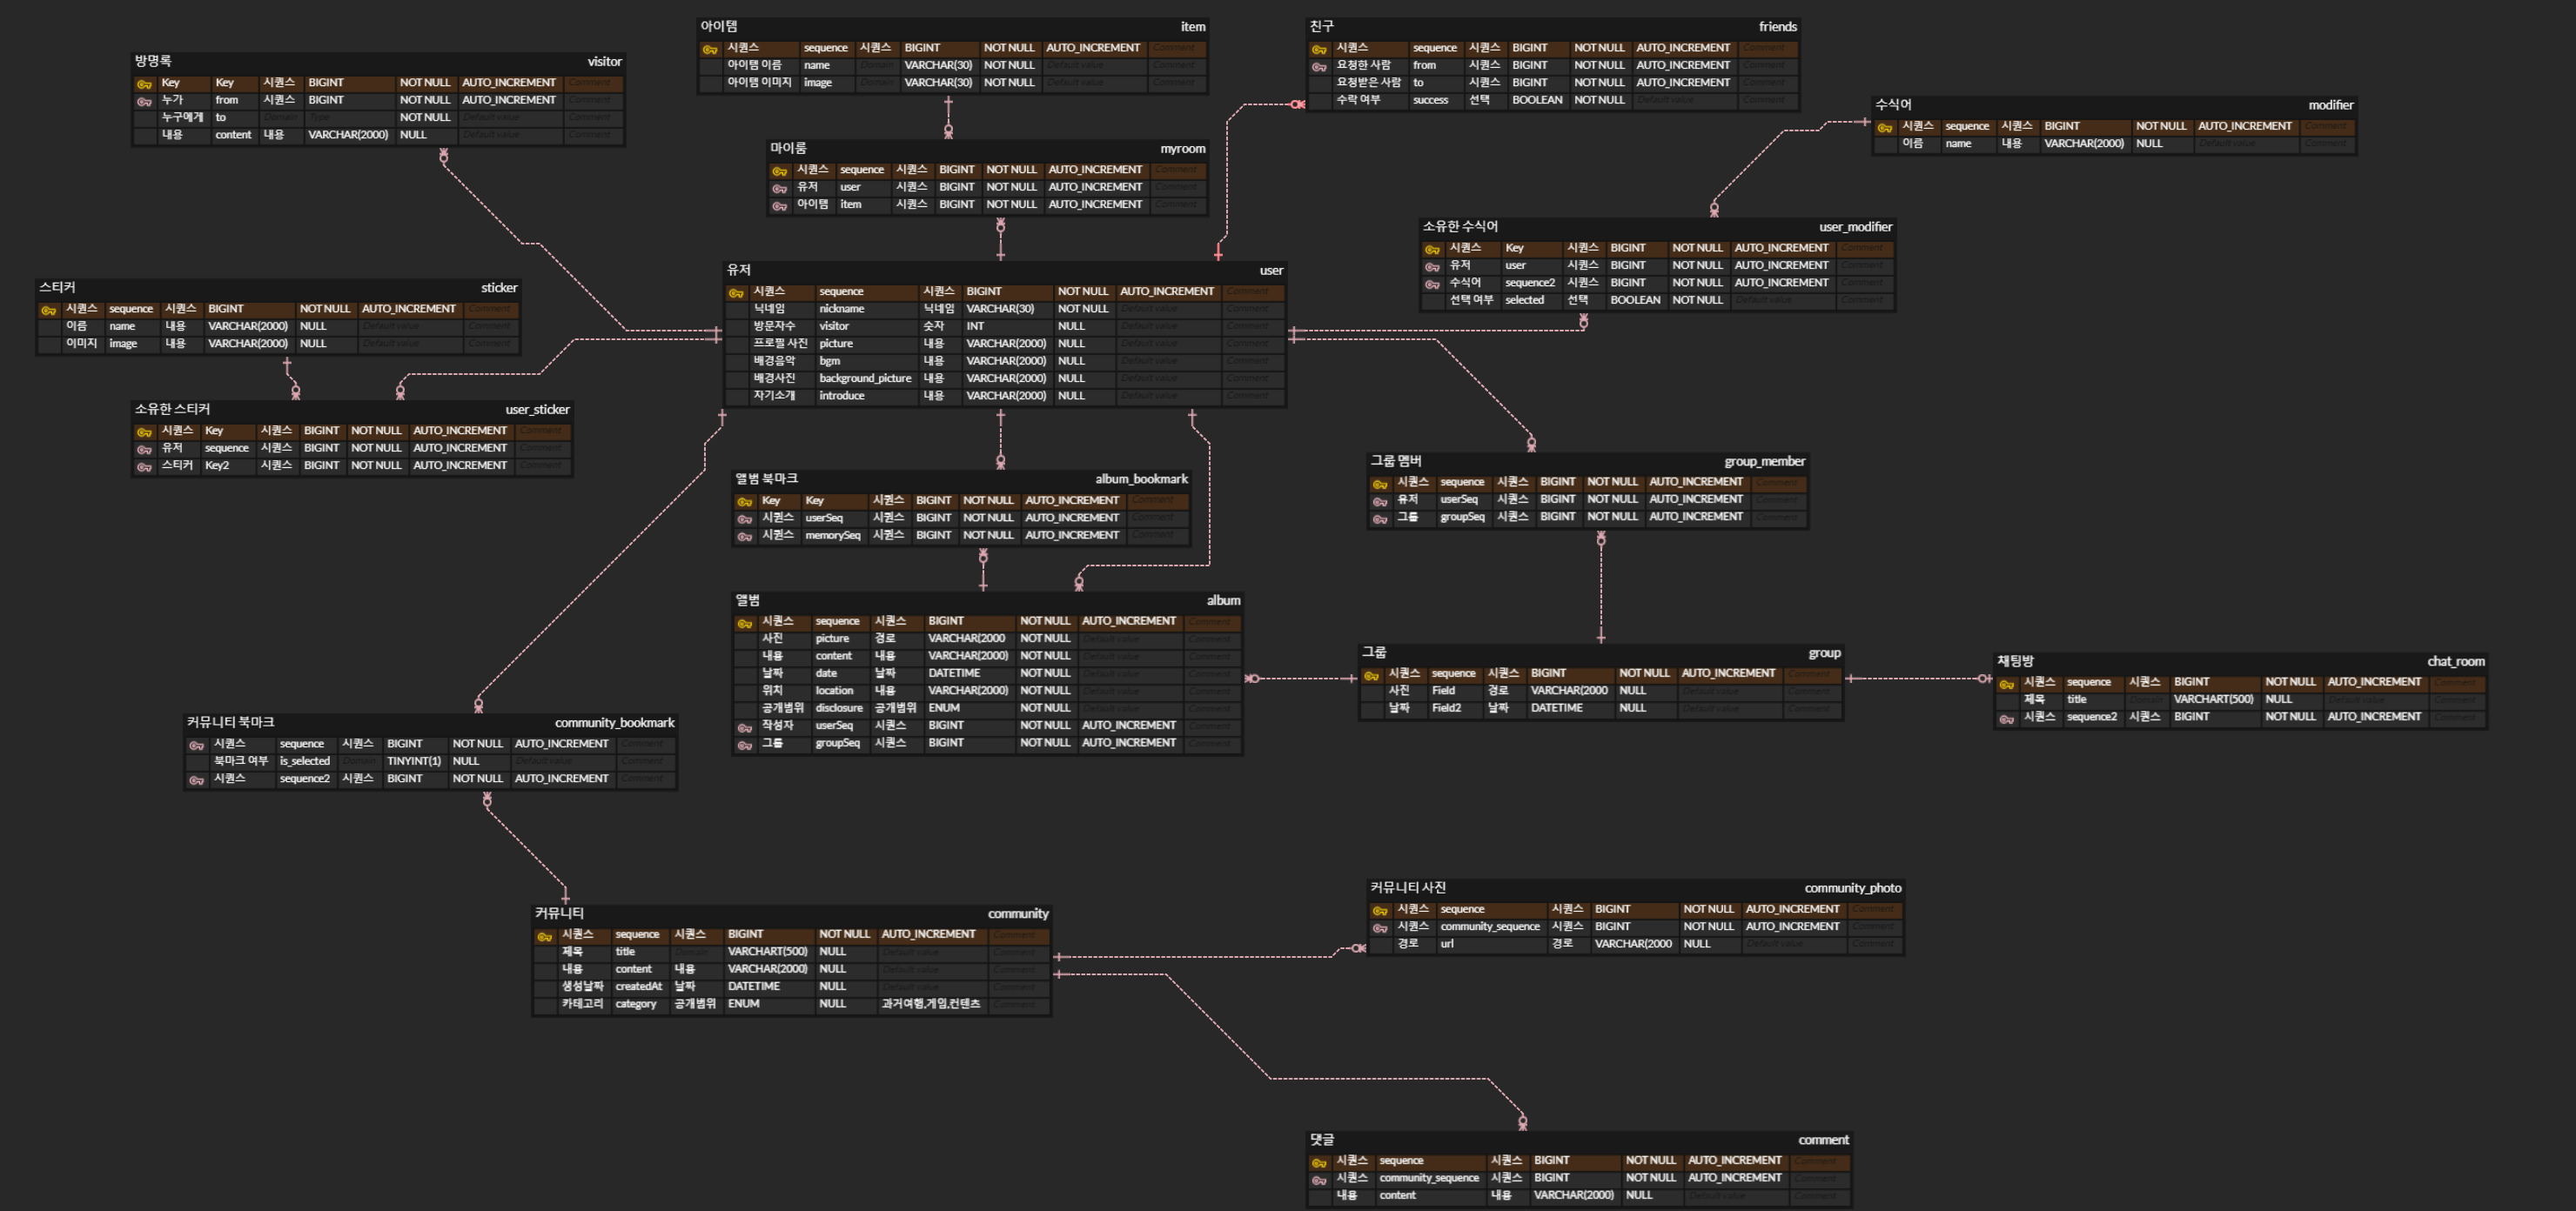 방명록 visitor
Key Key 시퀀스 BIGINT NOT NULL AUTO_INCREMENT Comment
누가 from 시퀀스 BIGINT NOT NULL AUTO_INCREMENT Comment
누구에게 to Domain Type NOT NULL Default value Comment
내용 content 내용 VARCHAR(2000) NULL Default value Comment
아이템 item
시퀀스 sequence 시퀀스 BIGINT NOT NULL AUTO_INCREMENT Comment
아이템 이름 name Domain VARCHAR(30) NOT NULL Default value Comment
아이템 이미지 image Domain VARCHAR(30) NOT NULL Default value Comment
친구 friends
시퀀스 sequence 시퀀스 BIGINT NOT NULL AUTO_INCREMENT Comment
요청한 사람 from 시퀀스 BIGINT NOT NULL AUTO_INCREMENT Comment
요청받은 사람 to 시퀀스 BIGINT NOT NULL AUTO_INCREMENT Comment
수락 여부 success 선택 BOOLEAN NOT NULL Default value Comment
수식어 modifier
시퀀스 sequence 시퀀스 BIGINT NOT NULL AUTO_INCREMENT Comment
이름 name 내용 VARCHAR(2000) NULL Default value Comment
마이룸 myroom
시퀀스 sequence 시퀀스 BIGINT NOT NULL AUTO_INCREMENT Comment
유저 user 시퀀스 BIGINT NOT NULL AUTO_INCREMENT Comment
아이템 item 시퀀스 BIGINT NOT NULL AUTO_INCREMENT Comment
소유한 수식어 user_modifier
시퀀스 Key 시퀀스 BIGINT NOT NULL AUTO_INCREMENT Comment
유저 user 시퀀스 BIGINT NOT NULL AUTO_INCREMENT Comment
수식어 sequence2 시퀀스 BIGINT NOT NULL AUTO_INCREMENT Comment
선택 여부 selected 선택 BOOLEAN NOT NULL Default value Comment
스티커 sticker
시퀀스 sequence 시퀀스 BIGINT NOT NULL AUTO_INCREMENT Comment
이름 name 내용 VARCHAR(2000) NULL Default value Comment
이미지 image 내용 VARCHAR(2000) NULL Default value Comment
유저 user
시퀀스 sequence 시퀀스 BIGINT NOT NULL AUTO_INCREMENT Comment
닉네임 nickname 닉네임 VARCHAR(30) NOT NULL Default value Comment
방문자수 visitor 숫자 INT NULL Default value Comment
프로필 사진 picture 내용 VARCHAR(2000) NULL Default value Comment
배경음악 bgm 내용 VARCHAR(2000) NULL Default value Comment
배경사진 background_picture 내용 VARCHAR(2000) NULL Default value Comment
자기소개 introduce 내용 VARCHAR(2000) NULL Default value Comment
소유한 스티커 user_sticker
시퀀스 Key 시퀀스 BIGINT NOT NULL AUTO_INCREMENT Comment
유저 sequence 시퀀스 BIGINT NOT NULL AUTO_INCREMENT Comment
스티커 Key2 시퀀스 BIGINT NOT NULL AUTO_INCREMENT Comment
앨범 북마크 album_bookmark
Key Key 시퀀스 BIGINT NOT NULL AUTO_INCREMENT Comment
시퀀스 userSeq 시퀀스 BIGINT NOT NULL AUTO_INCREMENT Comment
시퀀스 memorySeq 시퀀스 BIGINT NOT NULL AUTO_INCREMENT Comment
그룹 멤버 group_member
시퀀스 sequence 시퀀스 BIGINT NOT NULL AUTO_INCREMENT Comment
유저 userSeq 시퀀스 BIGINT NOT NULL AUTO_INCREMENT Comment
그룹 groupSeq 시퀀스 BIGINT NOT NULL AUTO_INCREMENT Comment
앨범 album
시퀀스 sequence 시퀀스 BIGINT NOT NULL AUTO_INCREMENT Comment
사진 picture 경로 VARCHAR(2000 NOT NULL Default value Comment
내용 content 내용 VARCHAR(2000) NOT NULL Default value Comment
날짜 date 날짜 DATETIME NOT NULL Default value Comment
위치 location 내용 VARCHAR(2000) NOT NULL Default value Comment
공개범위 disclosure 공개범위 ENUM NOT NULL Default value Comment
작성자 userSeq 시퀀스 BIGINT NOT NULL AUTO_INCREMENT Comment
그룹 groupSeq 시퀀스 BIGINT NOT NULL AUTO_INCREMENT Comment
그룹 group
시퀀스 sequence 시퀀스 BIGINT NOT NULL AUTO_INCREMENT Comment
사진 Field 경로 VARCHAR(2000 NULL Default value Comment
날짜 Field2 날짜 DATETIME NULL Default value Comment
채팅방 chat_room
시퀀스 sequence 시퀀스 BIGINT NOT NULL AUTO_INCREMENT Comment
제목 title Domain VARCHART(500) NULL Default value Comment
시퀀스 sequence2 시퀀스 BIGINT NOT NULL AUTO_INCREMENT Comment
커뮤니티 북마크 community_bookmark
시퀀스 sequence 시퀀스 BIGINT NOT NULL AUTO_INCREMENT Comment
북마크 여부 is_selected Domain TINYINT(1) NULL Default value Comment
시퀀스 sequence2 시퀀스 BIGINT NOT NULL AUTO_INCREMENT Comment
커뮤니티 community
시퀀스 sequence 시퀀스 BIGINT NOT NULL AUTO_INCREMENT Comment
제목 title Domain VARCHART(500) NULL Default value Comment
내용 content 내용 VARCHAR(2000) NULL Default value Comment
생성날짜 createdAt 날짜 DATETIME NULL Default value Comment
카테고리 category 공개범위 ENUM NULL 과거여행,게임,컨텐츠 Comment
커뮤니티 사진 community_photo
시퀀스 sequence 시퀀스 BIGINT NOT NULL AUTO_INCREMENT Comment
시퀀스 community_sequence 시퀀스 BIGINT NOT NULL AUTO_INCREMENT Comment
경로 url 경로 VARCHAR(2000 NULL Default value Comment
댓글 comment
시퀀스 sequence 시퀀스 BIGINT NOT NULL AUTO_INCREMENT Comment
시퀀스 community_sequence 시퀀스 BIGINT NOT NULL AUTO_INCREMENT Comment
내용 content 내용 VARCHAR(2000) NULL Default value Comment